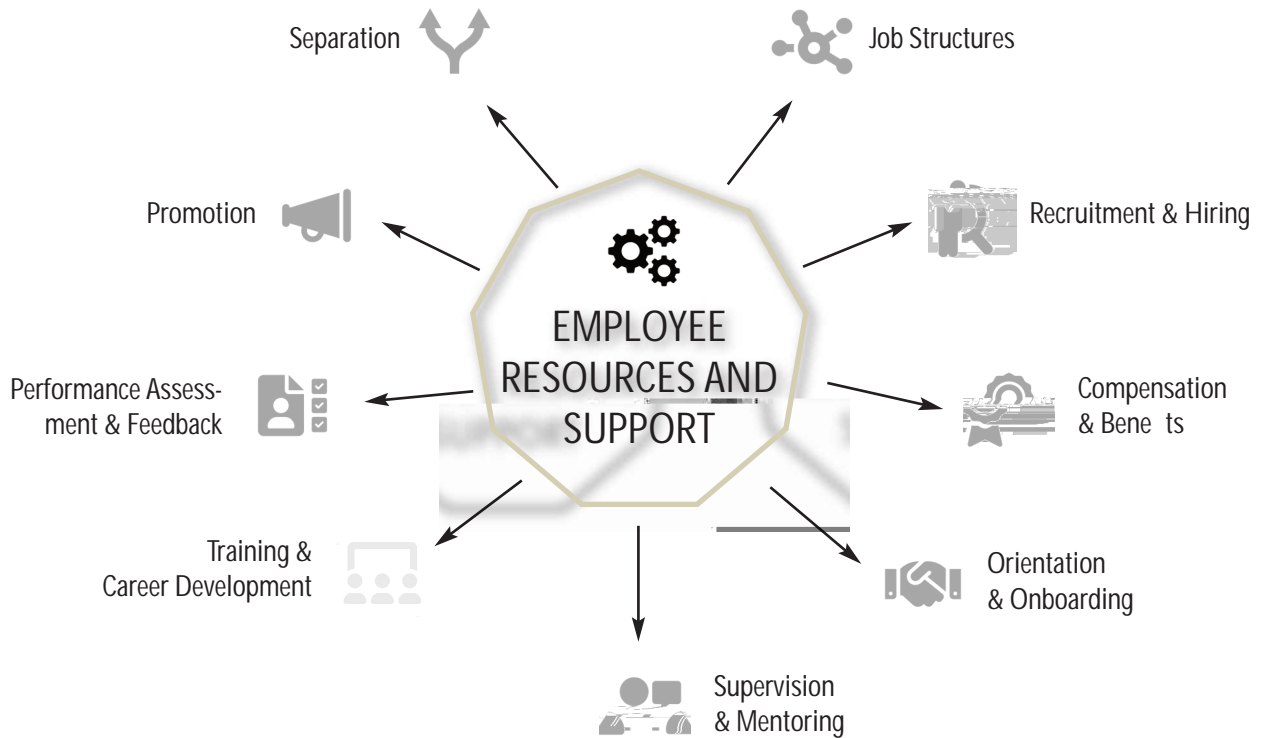 Separation
Job Structures
Promotion
Recruitment & Hiring
EMPLOYEE
RESOURCES AND
SUPPORT
Performance Assess-
ment & Feedback
Compensation
& Bene ts
Training &
Career Development
Orientation
& Onboarding
Supervision
& Mentoring